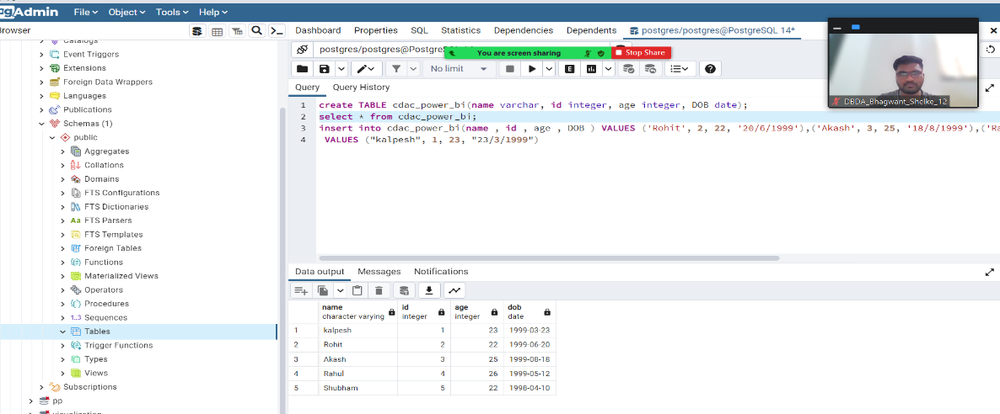 pgAdmin File Object Tools Help
Browser
Dashboard Properties SQL Statistics Dependencies Dependents postgres/postgres@PostgreSQL 14*
Catalogs
Event Triggers
Extensions
Foreign Data Wrappers
Languages
Publications
Schemas (1)
public
Aggregates
Collations
Domains
FTS Configurations
FTS Dictionaries
Aa FTS Parsers
FTS Templates
Foreign Tables
Functions
Materialized Views
Operators
Procedures
1..3 Sequences
Tables
Trigger Functions
Types
Views
Subscriptions
pp
postgres/postgres@Postgre
You are screen sharing Stop Share
No limit
E
Query Query History
1 create TABLE cdac_power_bi(name varchar, id integer, age integer, DOB date);
2 select * from cdac_power_bi;
3 insert into cdac_power_bi(name , id , age , DOB ) VALUES ('Rohit', 2, 22, '20/6/1999'),('Akash', 3, 25, '18/8/1999'),('Ra
4 VALUES ("kalpesh", 1, 23, "23/3/1999")
DBDA_Bhagwant_Shelke_12
Data output Messages Notifications
name id age dob
character varying integer integer date
1 kalpesh 1 23 1999-03-23
2 Rohit 2 22 1999-06-20
3 Akash 3 25 1999-08-18
4 Rahul 4 26 1999-05-12
5 Shubham 5 22 1998-04-10